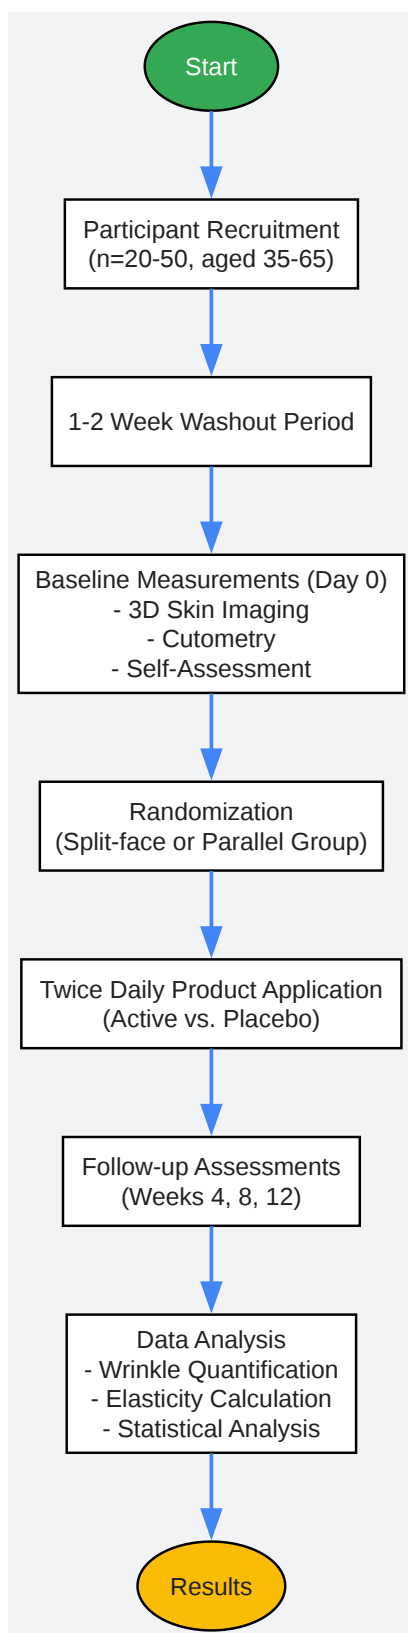 Start
Participant Recruitment
(n=20-50, aged 35-65)
1-2 Week Washout Period
Baseline Measurements (Day 0)
- 3D Skin Imaging
- Cutometry
- Self-Assessment
Randomization
(Split-face or Parallel Group)
Twice Daily Product Application
(Active vs. Placebo)
Follow-up Assessments
(Weeks 4, 8, 12)
Data Analysis
- Wrinkle Quantification
- Elasticity Calculation
- Statistical Analysis
Results